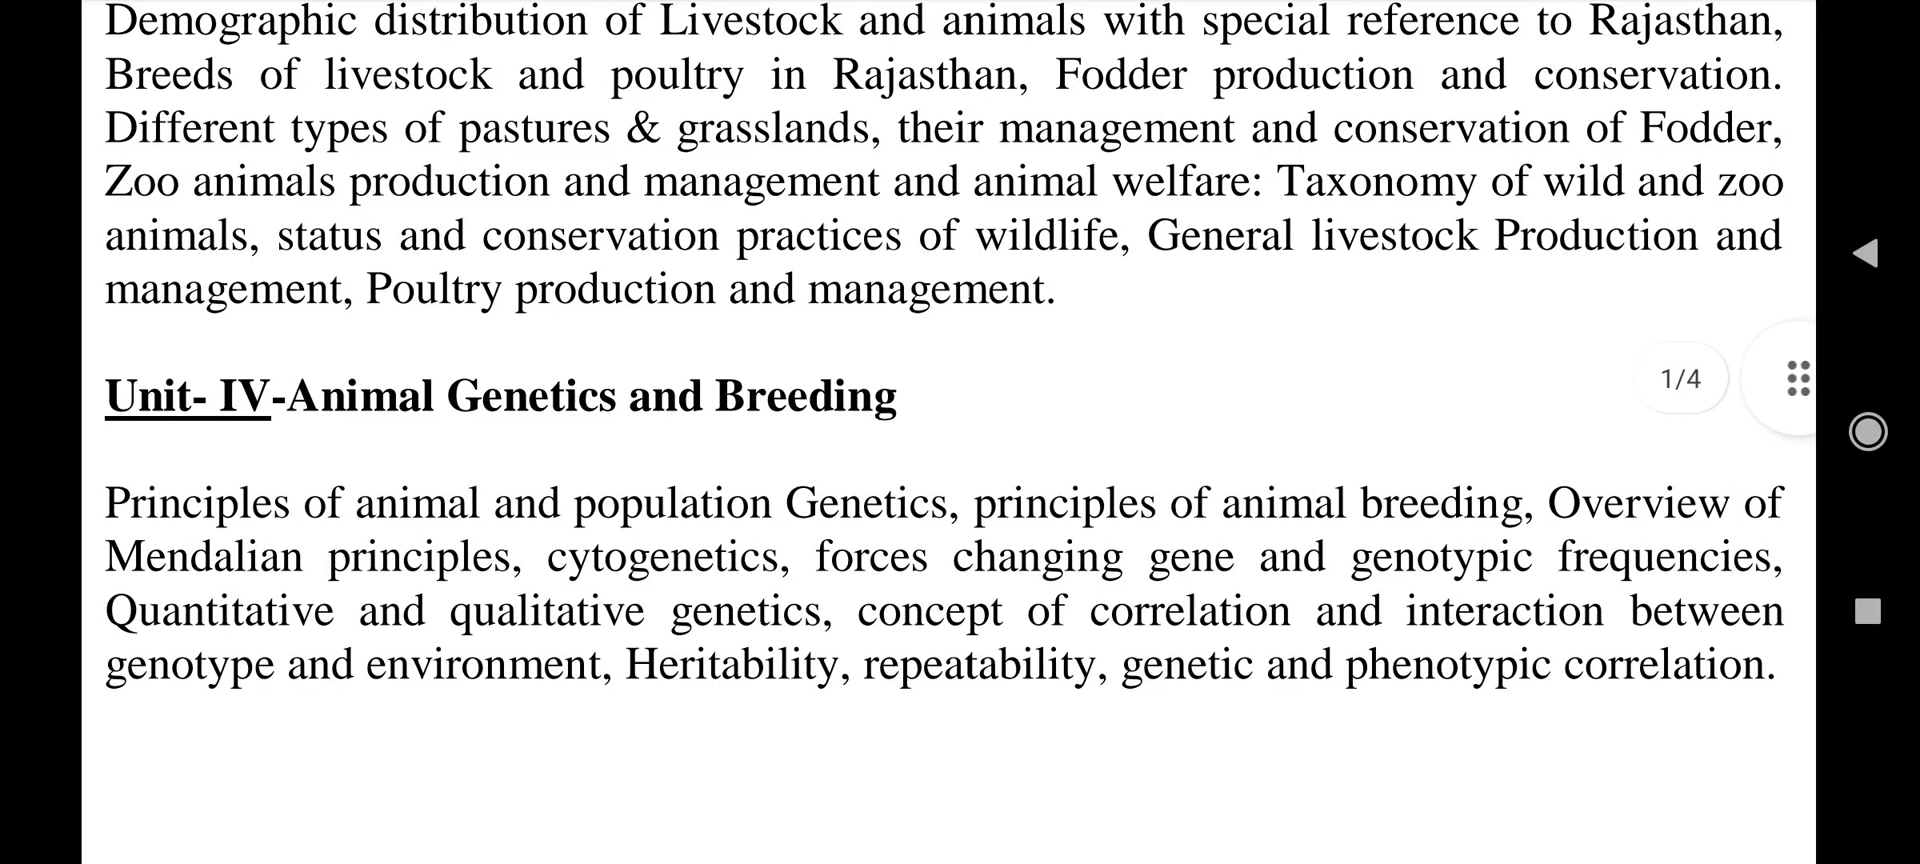 Demographic distribution of Livestock and animals with special reference to Rajasthan,
Breeds of livestock and poultry in Rajasthan, Fodder production and conservation.
Different types of pastures & grasslands, their management and conservation of Fodder,
Zoo animals production and management and animal welfare: Taxonomy of wild and zoo
animals, status and conservation practices of wildlife, General livestock Production and
management, Poultry production and management.
1/4
Unit- IV-Animal Genetics and Breeding
Principles of animal and population Genetics, principles of animal breeding, Overview of
Mendalian principles, cytogenetics, forces changing gene and genotypic frequencies,
Quantitative and qualitative genetics, concept of correlation and interaction between
genotype and environment, Heritability, repeatability, genetic and phenotypic correlation.